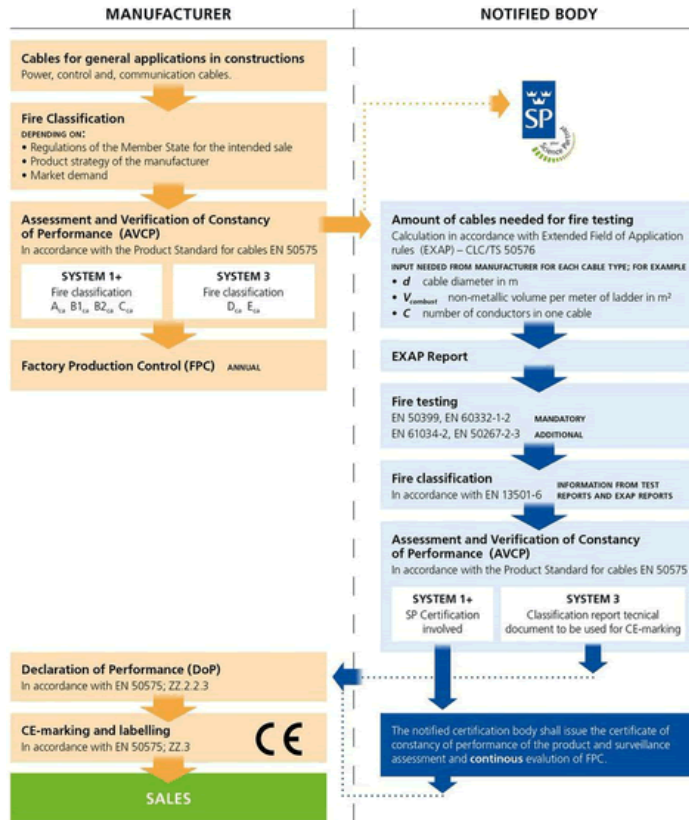 MANUFACTURER
Cables for general applications in constructions
Power, control and, communication cables.
Fire Classification
DEPENDING ON:
• Regulations of the Member State for the intended sale
• Product strategy of the manufacturer
• Market demand
Assessment and Verification of Constancy
of Performance (AVCP)
In accordance with the Product Standard for cables EN 50575
SYSTEM 1+
Fire classification
Aca B1ca B2ca Cca
SYSTEM 3
Fire classification
Dca Eca
Factory Production Control (FPC) ANNUAL
Declaration of Performance (DoP)
In accordance with EN 50575; ZZ.2.2.3
CE-marking and labelling
In accordance with EN 50575; ZZ.3
CE
SALES
NOTIFIED BODY
SP
Science Partner
Amount of cables needed for fire testing
Calculation in accordance with Extended Field of Application
rules (EXAP) – CLC/TS 50576
INPUT NEEDED FROM MANUFACTURER FOR EACH CABLE TYPE; FOR EXAMPLE
• d cable diameter in m
• Vcombust non-metallic volume per meter of ladder in m²
• C number of conductors in one cable
EXAP Report
Fire testing
EN 50399, EN 60332-1-2 MANDATORY
EN 61034-2, EN 50267-2-3 ADDITIONAL
Fire classification
In accordance with EN 13501-6
INFORMATION FROM TEST
REPORTS AND EXAP REPORTS
Assessment and Verification of Constancy
of Performance (AVCP)
In accordance with the Product Standard for cables EN 50575
SYSTEM 1+
SP Certification
involved
SYSTEM 3
Classification report tecnical
document to be used for CE-marking
The notified certification body shall issue the certificate of
constancy of performance of the product and surveillance
assessment and continous evalution of FPC.